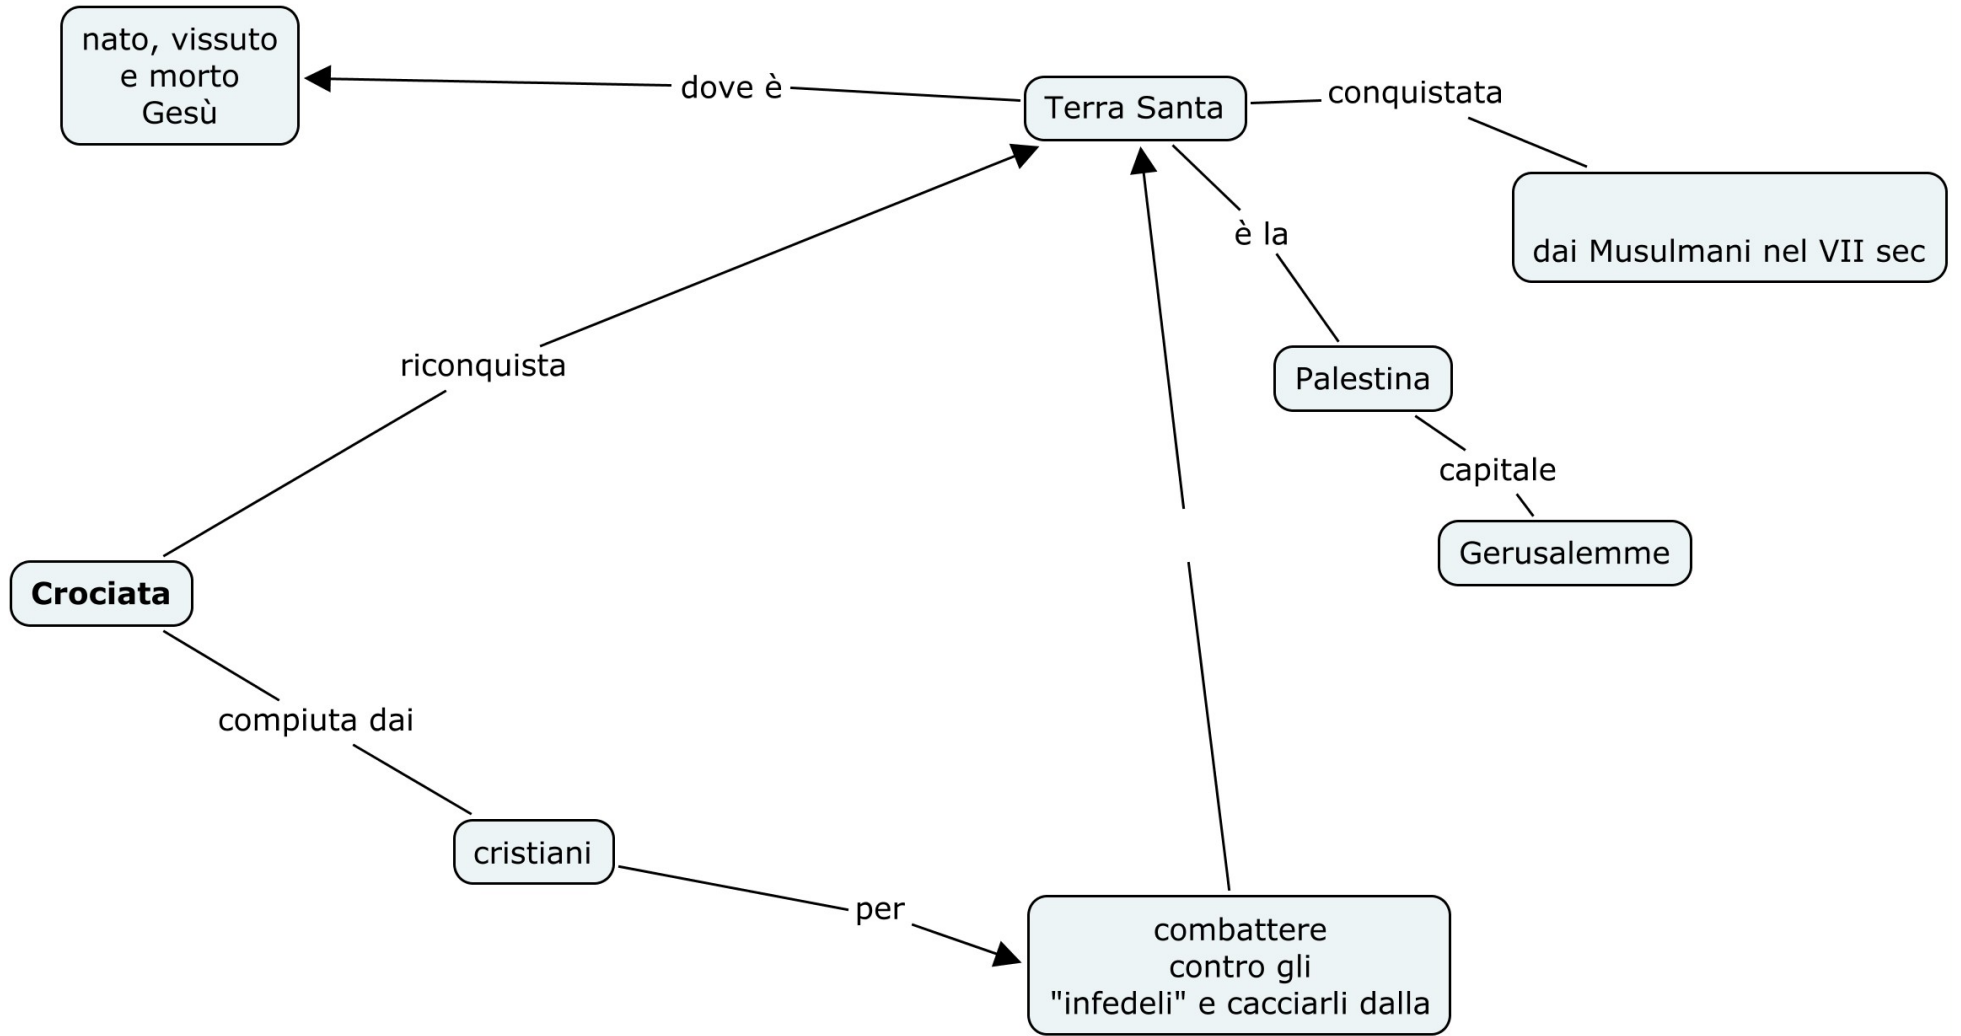 nato, vissuto
e morto
Gesù
dove è
Terra Santa
conquistata
dai Musulmani nel VII sec
è la
Palestina
riconquista
capitale
Gerusalemme
Crociata
compiuta dai
cristiani
per
combattere
contro gli
"infedeli" e cacciarli dalla